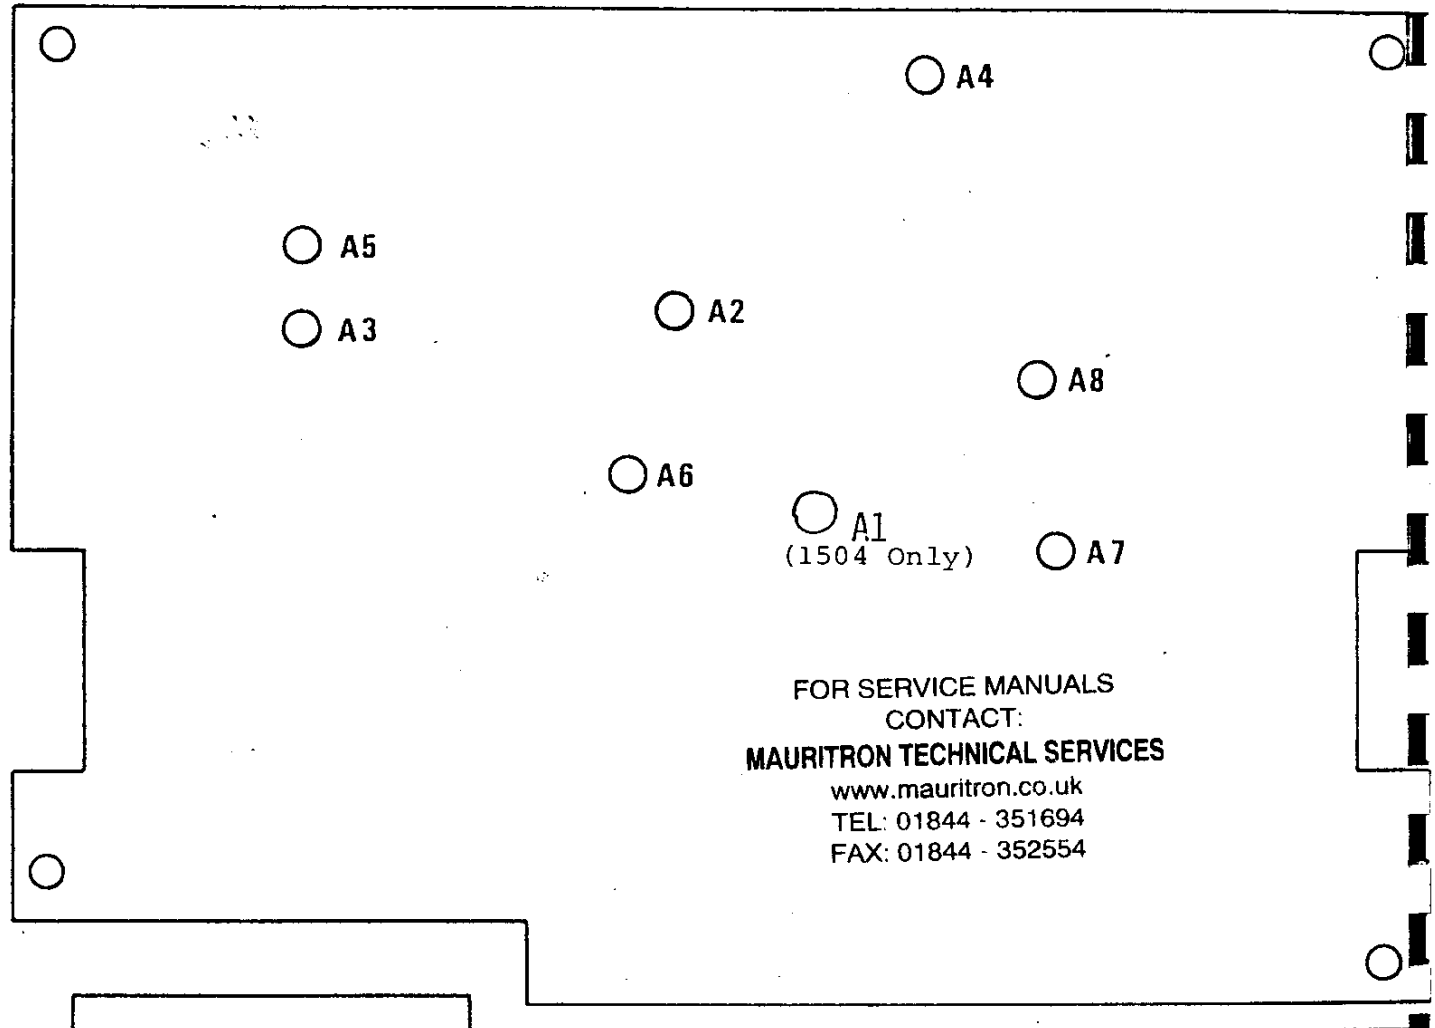 A4
A5
A3
A2
A8
A6
A1
(1504 Only)
A7
FOR SERVICE MANUALS
CONTACT:
MAURITRON TECHNICAL SERVICES
www.mauritron.co.uk
TEL: 01844 - 351694
FAX: 01844 - 352554